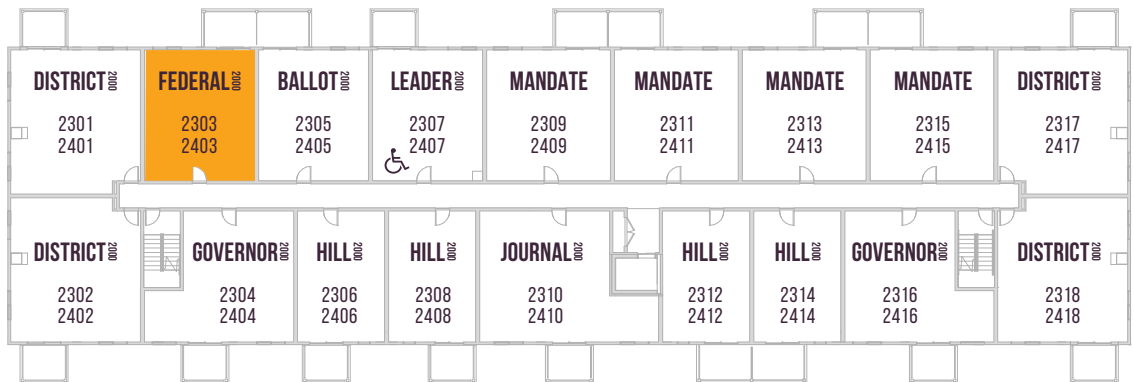 DISTRICT 2000
2301
2401
FEDERAL 2000
2303
2403
BALLOT 2000
2305
2405
LEADER 2000
2307
2407
MANDATE
2309
2409
MANDATE
2311
2411
MANDATE
2313
2413
MANDATE
2315
2415
DISTRICT 2000
2317
2417
DISTRICT 2000
2302
2402
GOVERNOR 2000
2304
2404
HILL 2000
2306
2406
HILL 2000
2308
2408
JOURNAL 2000
2310
2410
HILL 2000
2312
2412
HILL 2000
2314
2414
GOVERNOR 2000
2316
2416
DISTRICT 2000
2318
2418